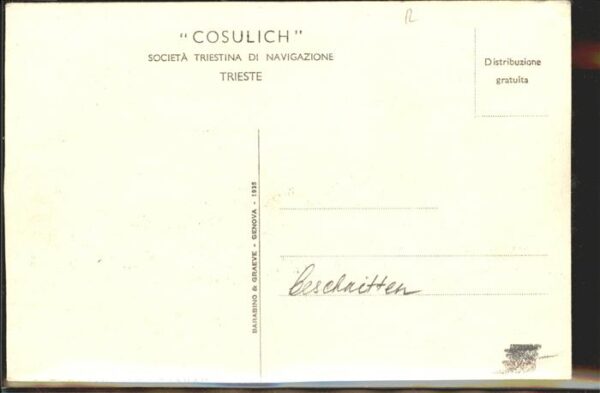 "COSULICH"
SOCIETÀ TRIESTINA DI NAVIGAZIONE
TRIESTE
Distribuzione
gratuita
BARABINO & GRAEVE - GENOVA - 1935
Beschnitten